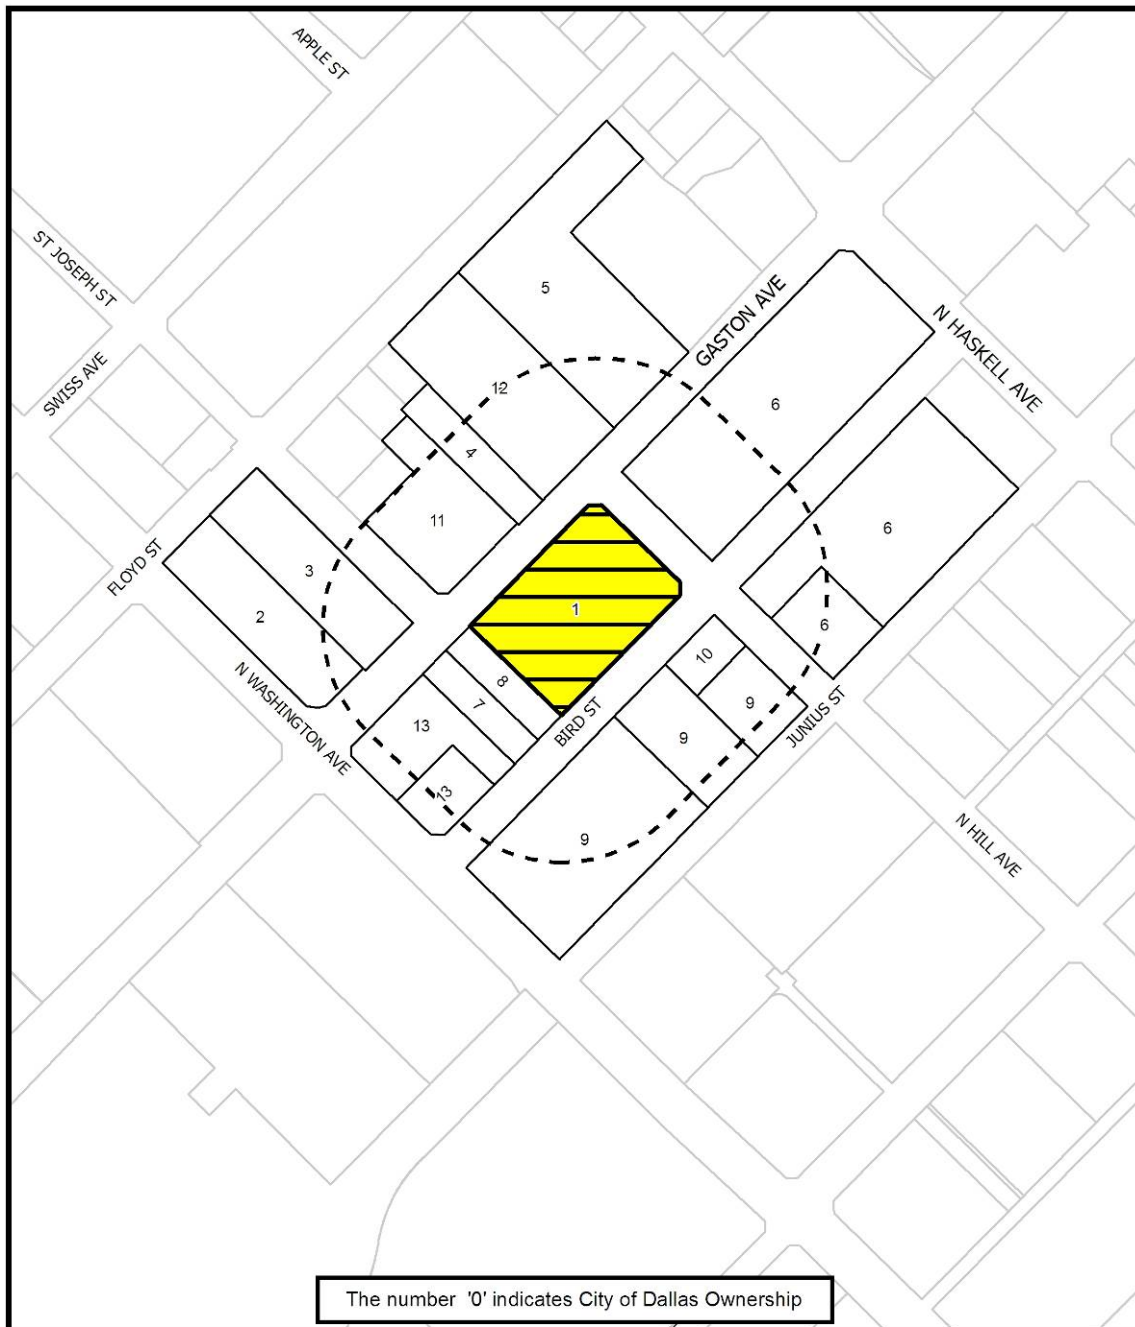 APPLE ST
ST JOSEPH ST
SWISS AVE
GASTON AVE
N HASKELL AVE
5
12
6
4
6
11
FLOYD ST
3
1
2
6
10
8
N WASHINGTON AVE
7
9
13
BIRD ST
JUNIUS ST
9
13
9
N HILL AVE
The number '0' indicates City of Dallas Ownership